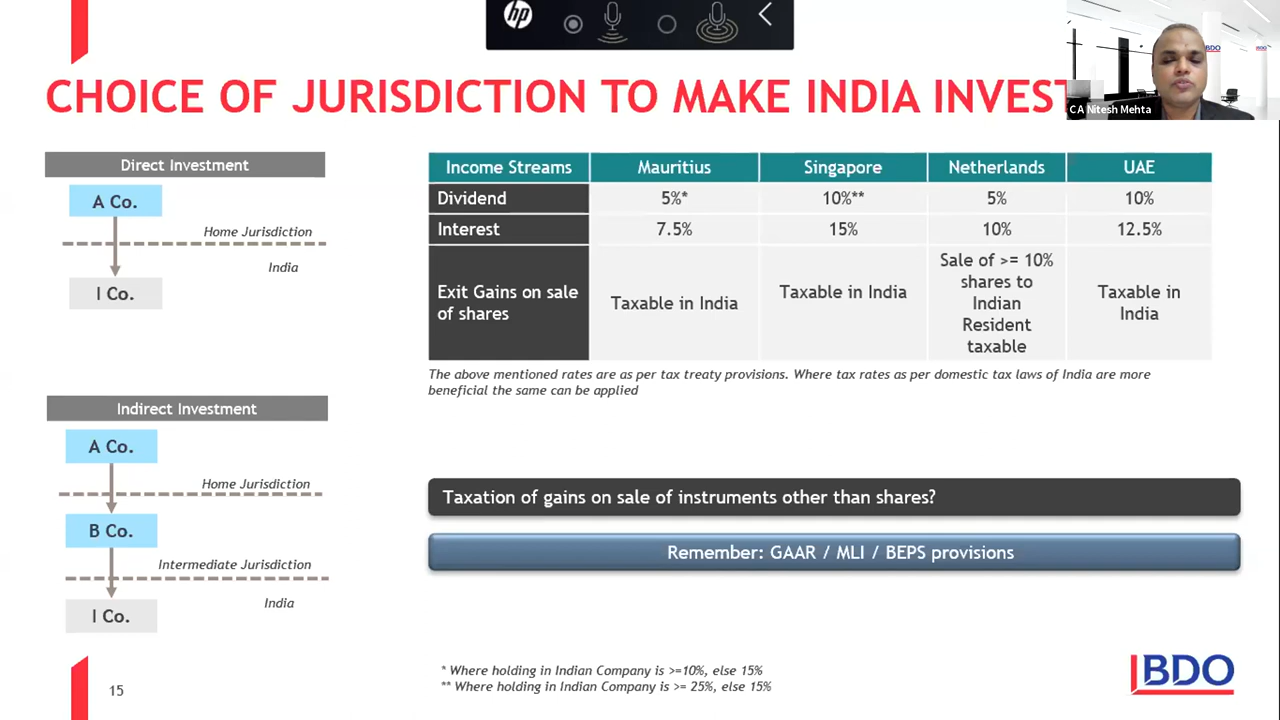 hp
CHOICE OF JURISDICTION TO MAKE INDIA INVEST
BDO
CA Nitesh Mehta
Direct Investment
A Co.
Home Jurisdiction
India
I Co.
Indirect Investment
A Co.
Home Jurisdiction
B Co.
Intermediate Jurisdiction
India
I Co.
Income Streams Mauritius Singapore Netherlands UAE
Dividend 5%* 10%** 5% 10%
Interest 7.5% 15% 10% 12.5%
Exit Gains on sale
of shares
Taxable in India
Taxable in India
Sale of >= 10%
shares to
Indian
Resident
taxable
Taxable in
India
The above mentioned rates are as per tax treaty provisions. Where tax rates as per domestic tax laws of India are more
beneficial the same can be applied
Taxation of gains on sale of instruments other than shares?
Remember: GAAR / MLI / BEPS provisions
* Where holding in Indian Company is >=10%, else 15%
** Where holding in Indian Company is >= 25%, else 15%
15
BDO